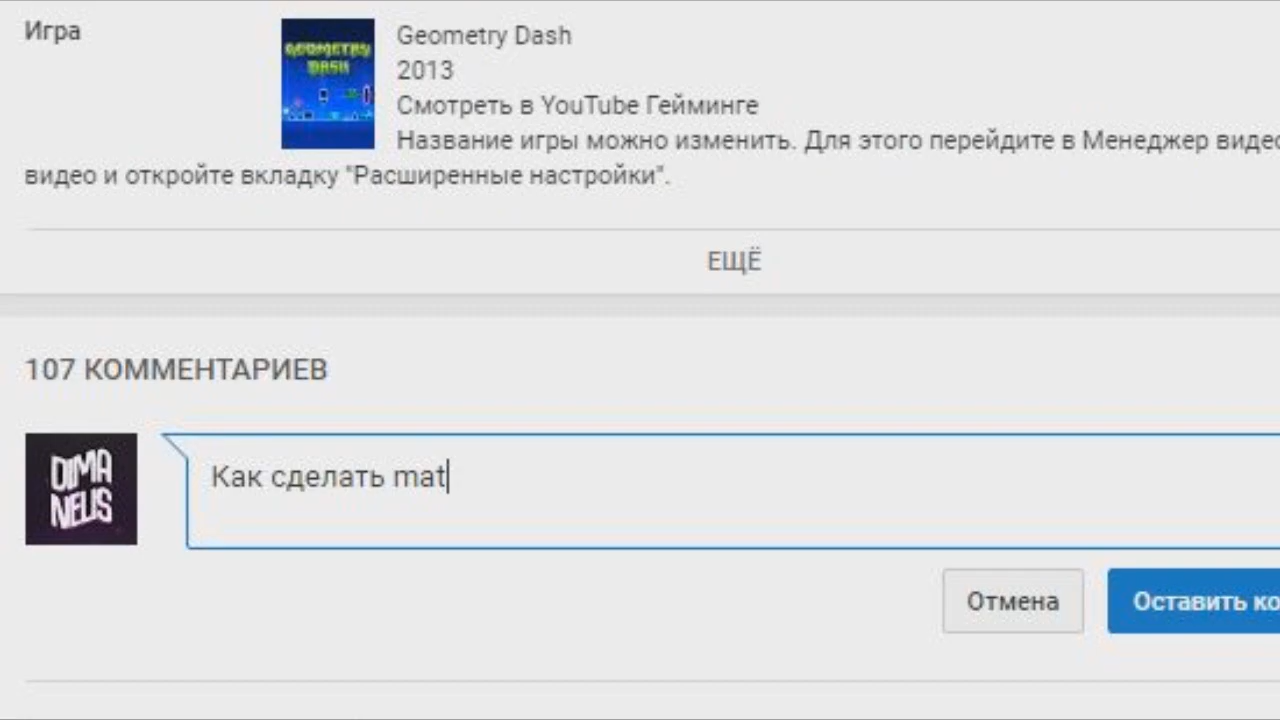 Игра
GEOMETRY
DASH
Geometry Dash
2013
Смотреть в YouTube Гейминге
Название игры можно изменить. Для этого перейдите в Менеджер видео
видео и откройте вкладку "Расширенные настройки".
ЕЩЁ
107 КОММЕНТАРИЕВ
DIMA
NELIS
Как сделать mat
Отмена
Оставить ко